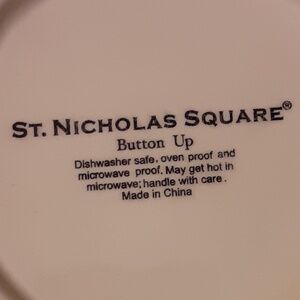 ST. NICHOLAS SQUARE®
Button Up
Dishwasher safe, oven proof and
microwave proof. May get hot in
microwave; handle with care.
Made in China